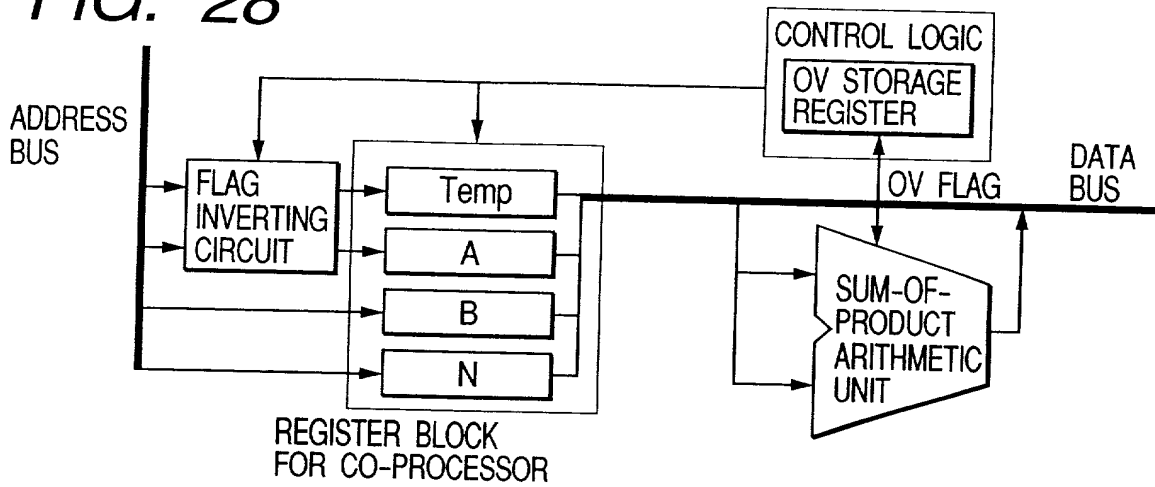 FIG. 28
ADDRESS
BUS
FLAG
INVERTING
CIRCUIT
Temp
A
B
N
REGISTER BLOCK
FOR CO-PROCESSOR
CONTROL LOGIC
OV STORAGE
REGISTER
OV FLAG
DATA
BUS
SUM-OF-
PRODUCT
ARITHMETIC
UNIT